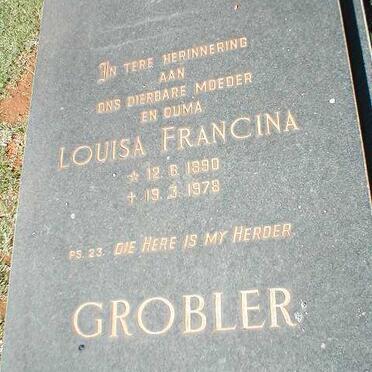 IN TERE HERINNERING
AAN
ONS DIERBARE MOEDER
EN OUMA
LOUISA FRANCINA
☆ 12.6.1890
+ 19.3.1978
PS. 23. DIE HERE IS MY HERDER.
GROBLER